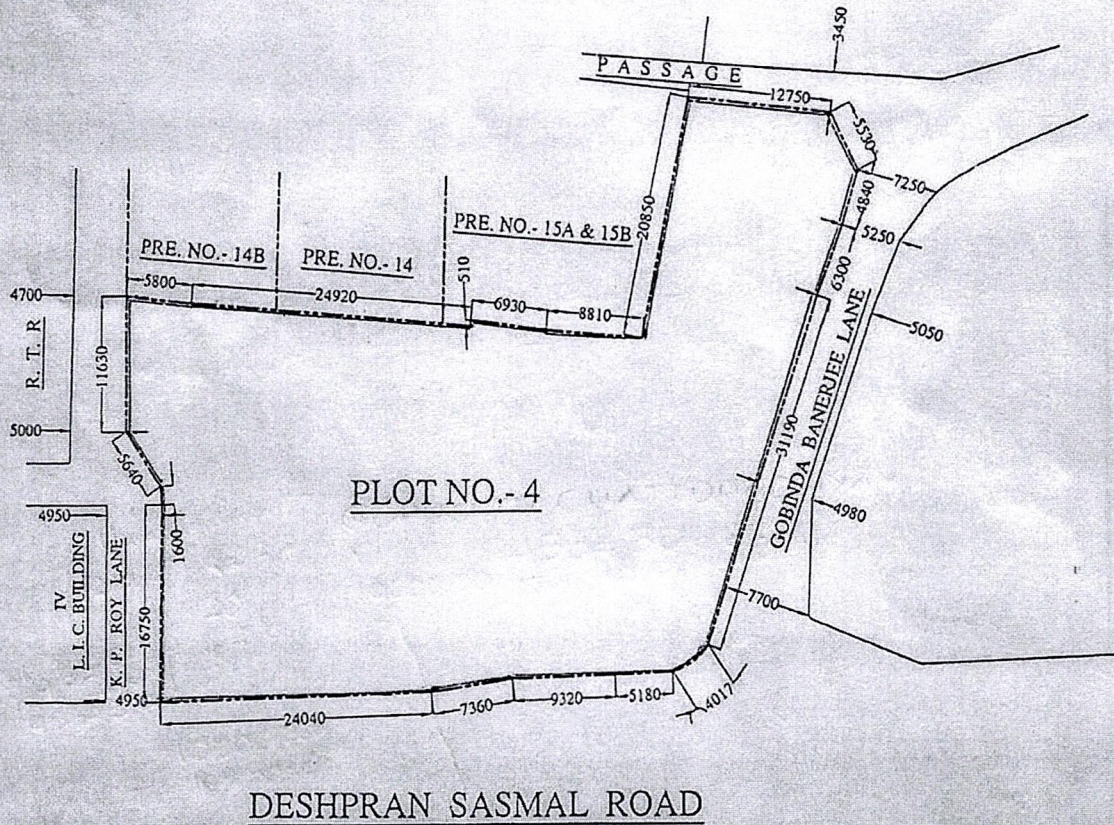 3450
PASSAGE
12750
5530
7250
4840
5250
20850
PRE. NO.- 15A & 15B
PRE. NO.- 14B
PRE. NO.- 14
510
6300
5800
24920
6930
8810
4700
R. T. R
11630
5050
5000
31190
GOBINDA BANERJEE LANE
5640
PLOT NO.- 4
4980
4950
1600
IV
L.I.C. BUILDING
K. P. ROY LANE
16750
7700
4950
24040
7360
9320
5180
4017
DESHPRAN SASMAL ROAD